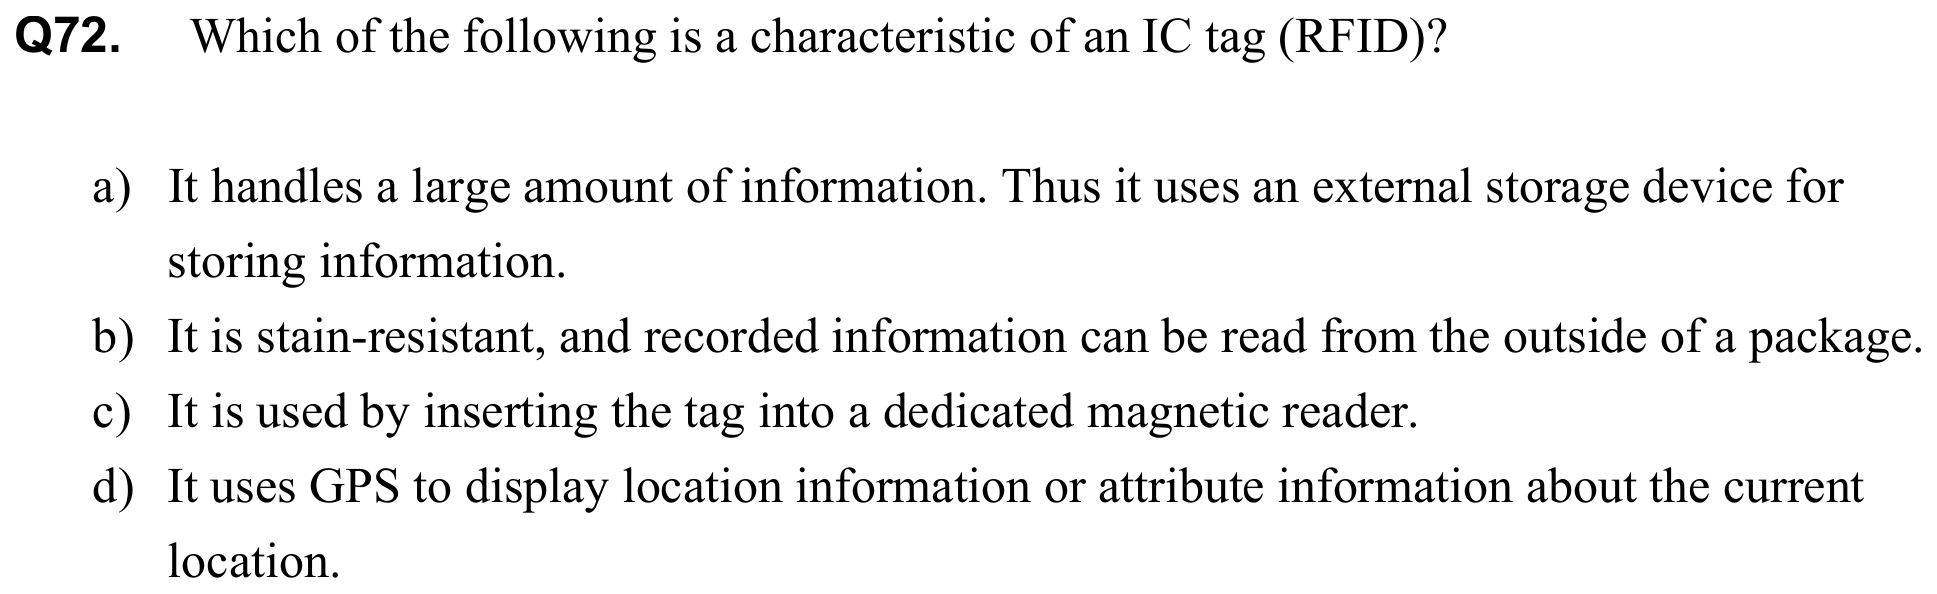 Q72. Which of the following is a characteristic of an IC tag (RFID)?
a) It handles a large amount of information. Thus it uses an external storage device for
storing information.
b) It is stain-resistant, and recorded information can be read from the outside of a package.
c) It is used by inserting the tag into a dedicated magnetic reader.
d) It uses GPS to display location information or attribute information about the current
location.